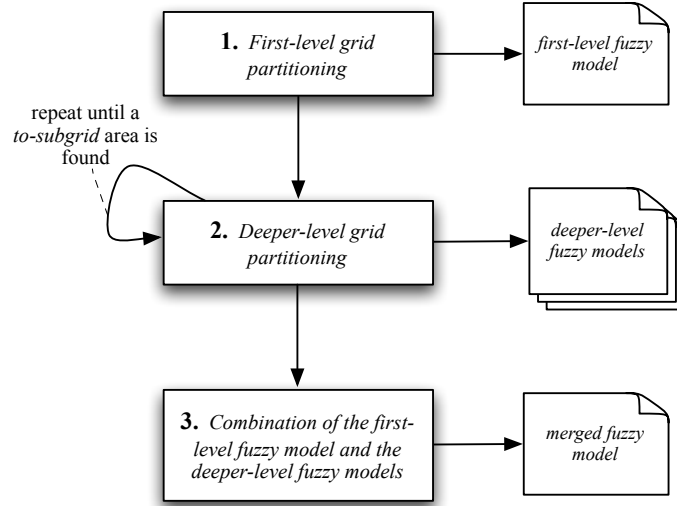 1. First-level grid
partitioning
first-level fuzzy
model
repeat until a
to-subgrid area is
found
2. Deeper-level grid
partitioning
deeper-level
fuzzy models
3. Combination of the first-
level fuzzy model and the
deeper-level fuzzy models
merged fuzzy
model